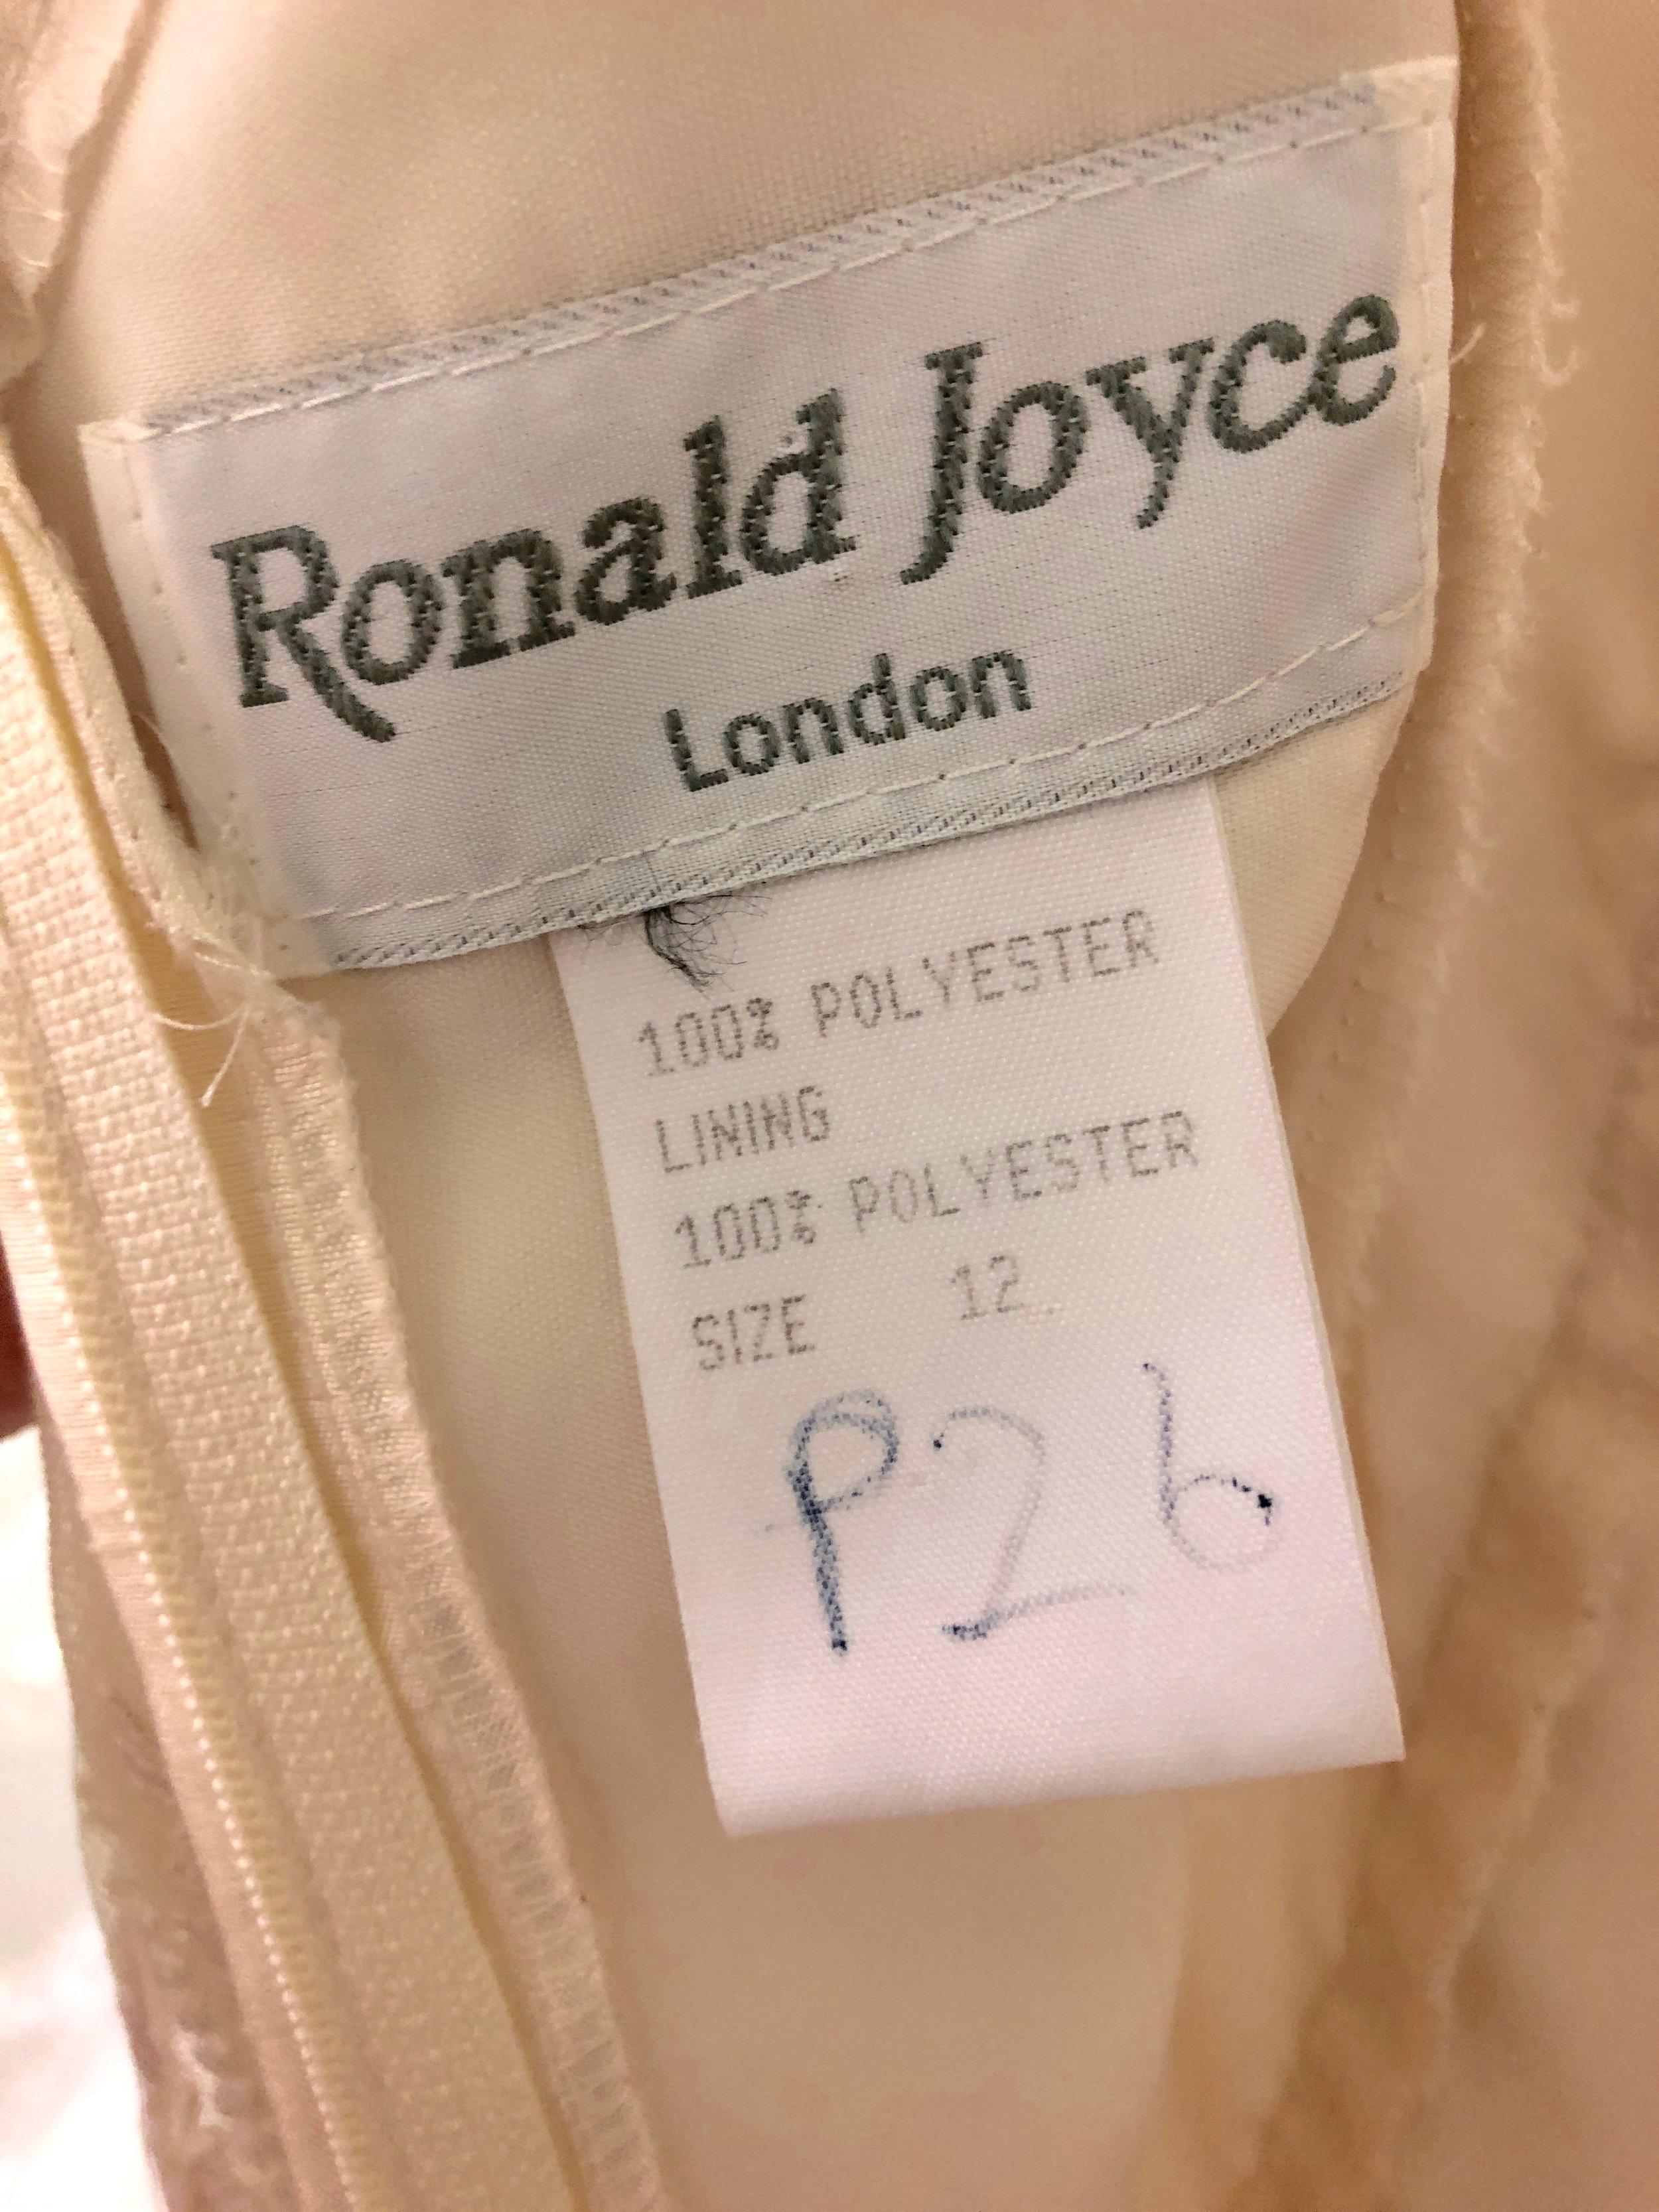 Ronald Joyce
London
100% POLYESTER
LINING
100% POLYESTER
SIZE 12
P26